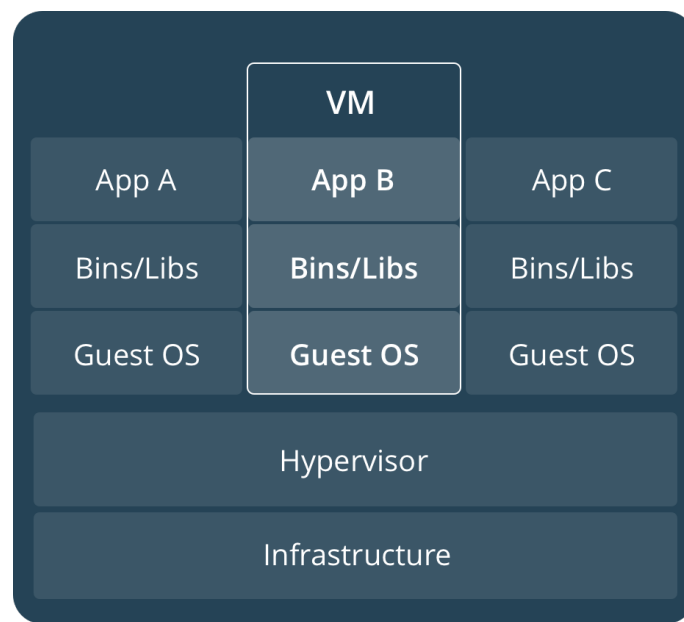 VM
App A
App B
App C
Bins/Libs
Bins/Libs
Bins/Libs
Guest OS
Guest OS
Guest OS
Hypervisor
Infrastructure